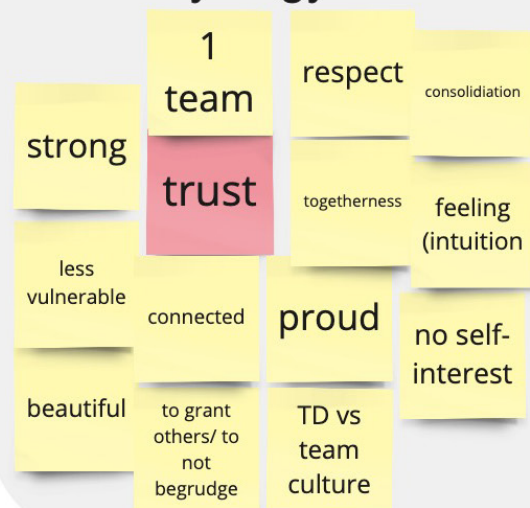 1
team
respect
consolidiation
strong
trust
togetherness
feeling
(intuition
less
vulnerable
connected
proud
no self-
interest
beautiful
to grant
others/ to
not
begrudge
TD vs
team
culture